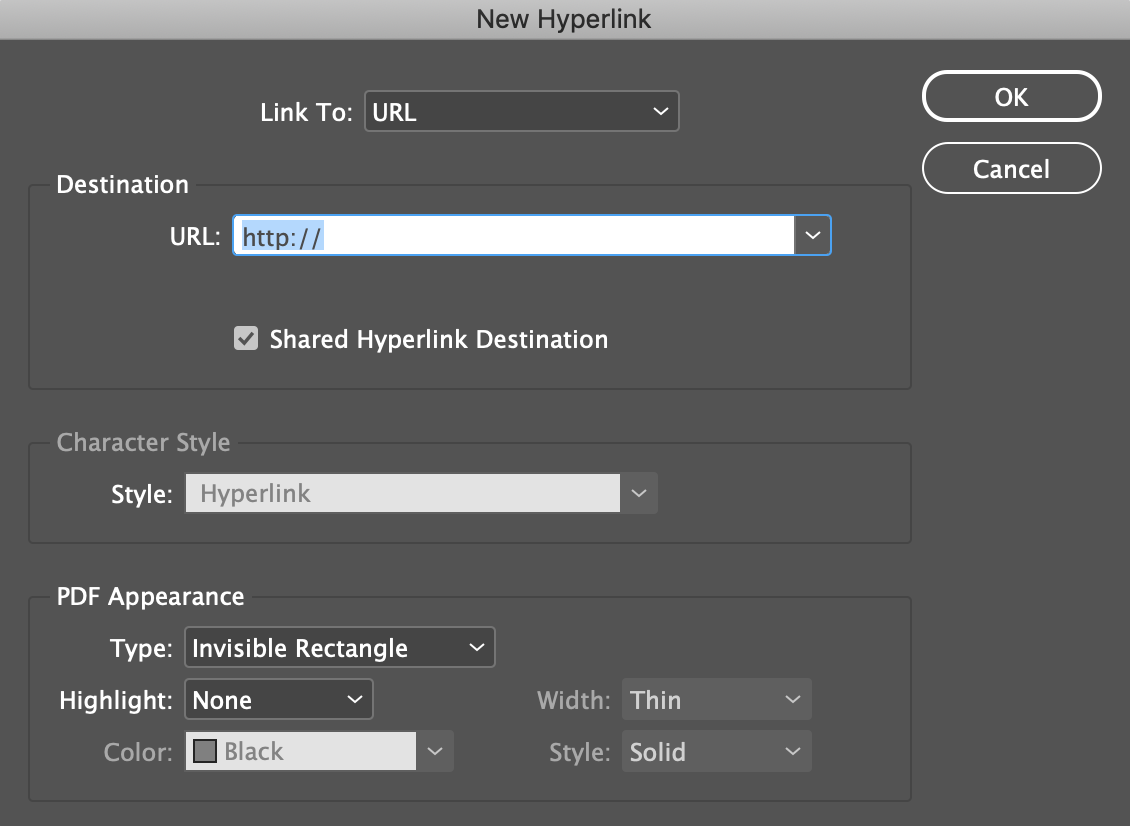 New Hyperlink
Link To: URL
OK
Cancel
Destination
URL: http://
Shared Hyperlink Destination
Character Style
Style: Hyperlink
PDF Appearance
Type: Invisible Rectangle
Highlight: None
Width: Thin
Color: Black
Style: Solid